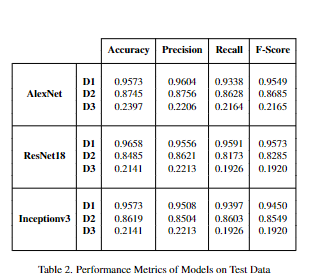 Accuracy Precision Recall F-Score
D1 0.9573 0.9604 0.9338 0.9549
AlexNet D2 0.8745 0.8756 0.8628 0.8685
D3 0.2397 0.2206 0.2164 0.2165
D1 0.9658 0.9556 0.9591 0.9573
ResNet18 D2 0.8485 0.8621 0.8173 0.8285
D3 0.2141 0.2213 0.1926 0.1920
D1 0.9573 0.9508 0.9397 0.9450
Inceptionv3 D2 0.8619 0.8504 0.8603 0.8549
D3 0.2141 0.2213 0.1926 0.1920
Table 2. Performance Metrics of Models on Test Data